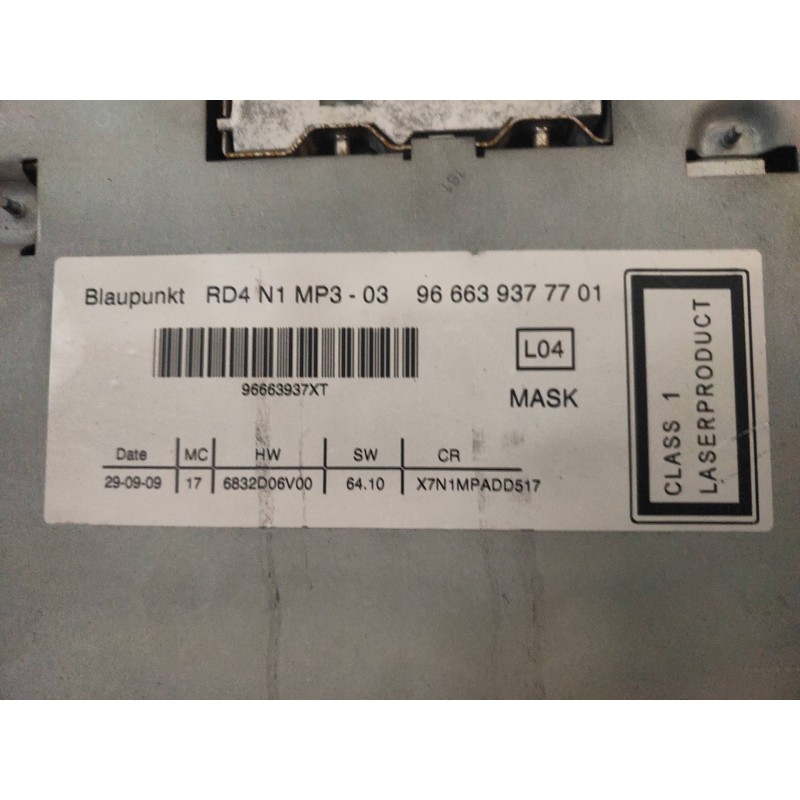 161
Blaupunkt RD4 N1 MP3 - 03 96 663 937 77 01
96663937XT
L04
MASK
Date MC HW SW CR
29-09-09 17 6832D06V00 64.10 X7N1MPADD517
CLASS 1
LASERPRODUCT